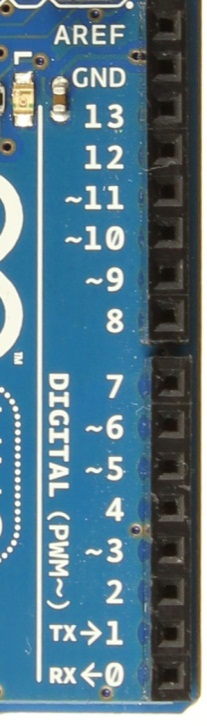 AREF
GND
L
13
12
~11
~10
~9
8
7
~6
~5
4
~3
2
TX→1
RX←0
DIGITAL (PWM~)
TM